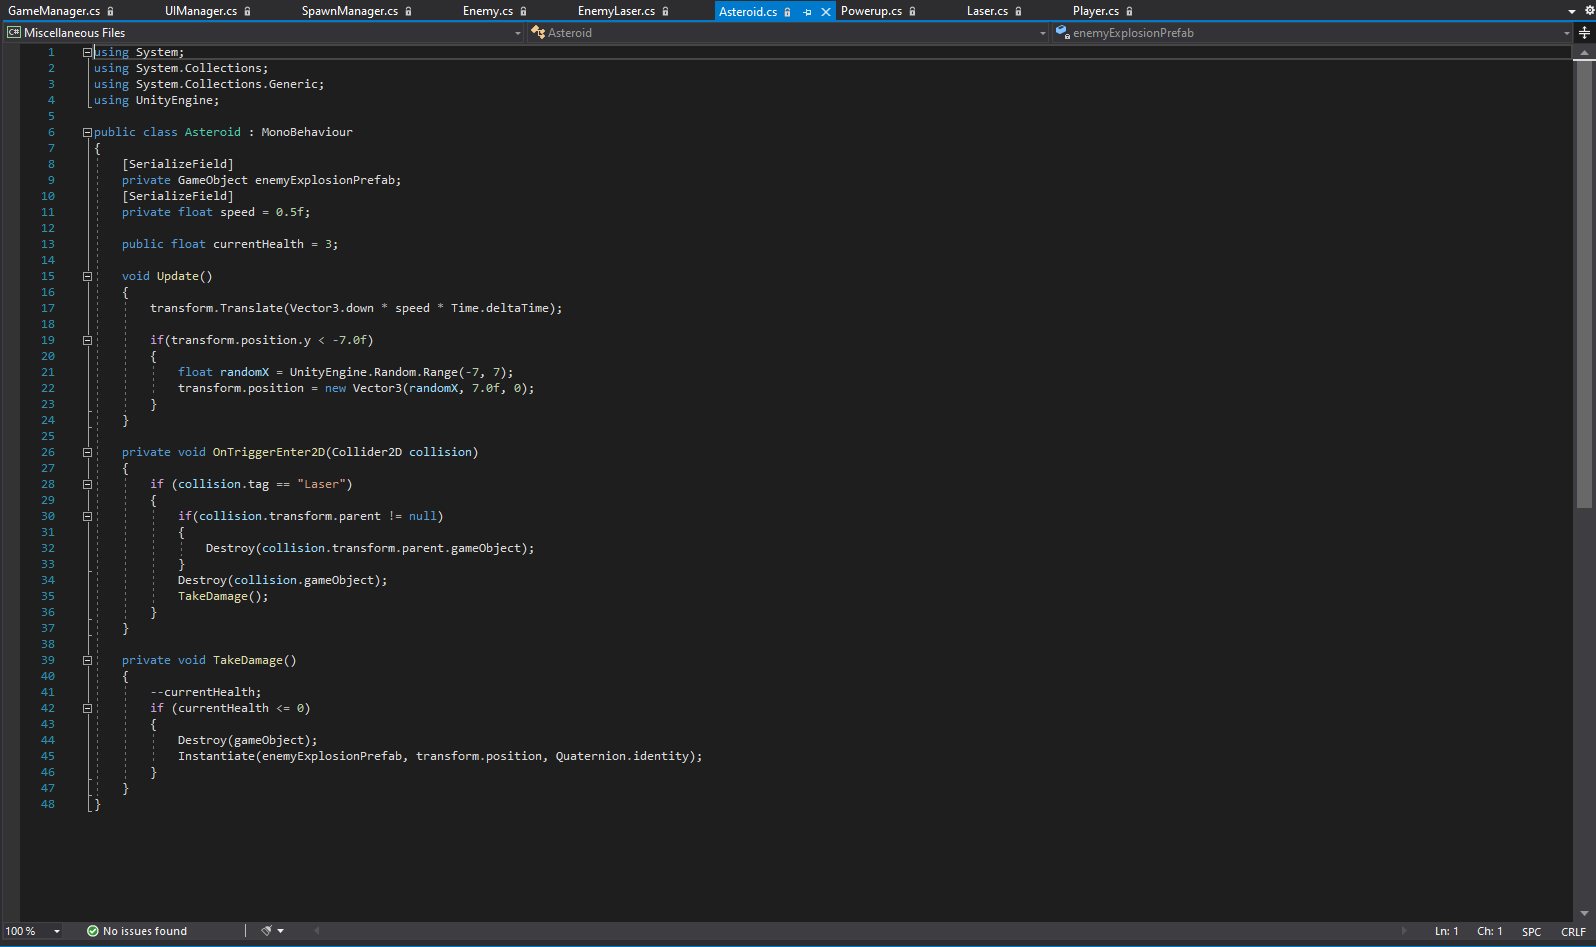 GameManager.cs UIManager.cs SpawnManager.cs Enemy.cs EnemyLaser.cs Asteroid.cs Powerup.cs Laser.cs Player.cs
C# Miscellaneous Files Asteroid enemyExplosionPrefab
1 using System;
2 using System.Collections;
3 using System.Collections.Generic;
4 using UnityEngine;
5
6 public class Asteroid : MonoBehaviour
7 {
8 [SerializeField]
9 private GameObject enemyExplosionPrefab;
10 [SerializeField]
11 private float speed = 0.5f;
12
13 public float currentHealth = 3;
14
15 void Update()
16 {
17 transform.Translate(Vector3.down * speed * Time.deltaTime);
18
19 if(transform.position.y < -7.0f)
20 {
21 float randomX = UnityEngine.Random.Range(-7, 7);
22 transform.position = new Vector3(randomX, 7.0f, 0);
23 }
24 }
25
26 private void OnTriggerEnter2D(Collider2D collision)
27 {
28 if (collision.tag == "Laser")
29 {
30 if(collision.transform.parent != null)
31 {
32 Destroy(collision.transform.parent.gameObject);
33 }
34 Destroy(collision.gameObject);
35 TakeDamage();
36 }
37 }
38
39 private void TakeDamage()
40 {
41 --currentHealth;
42 if (currentHealth <= 0)
43 {
44 Destroy(gameObject);
45 Instantiate(enemyExplosionPrefab, transform.position, Quaternion.identity);
46 }
47 }
48 }
100 % No issues found Ln: 1 Ch: 1 SPC CRLF